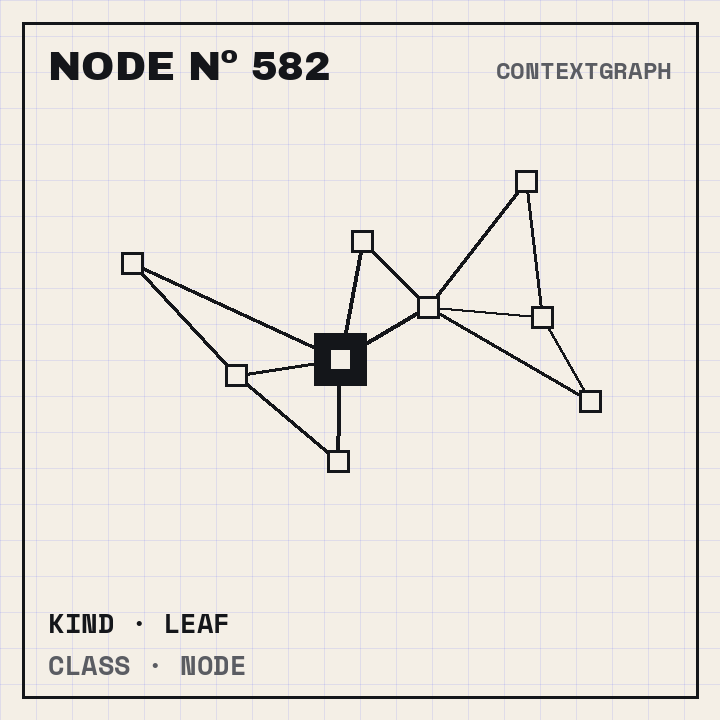 NODE Nº 582
CONTEXTGRAPH
KIND · LEAF
CLASS · NODE